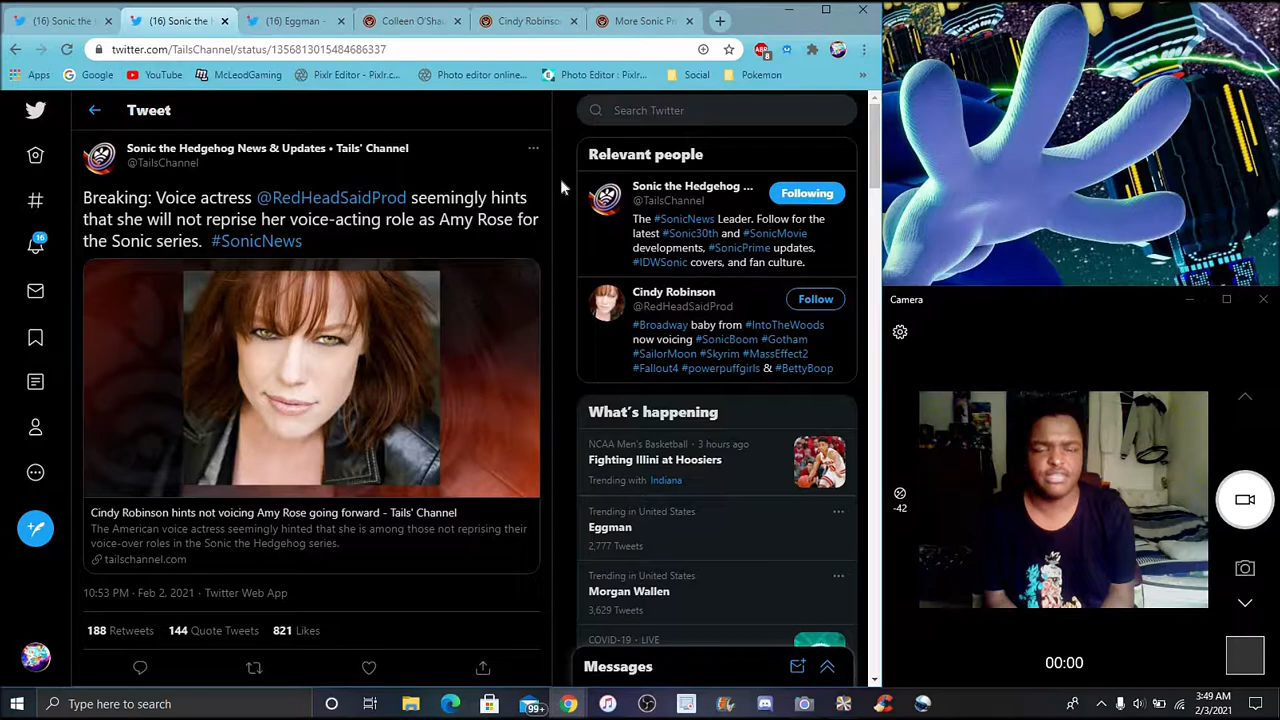 (16) Sonic the
(16) Sonic the
(16) Eggman -
Colleen O'Shau
Cindy Robinson
More Sonic Pr
twitter.com/TailsChannel/status/1356813015484686337
ABP
8
Apps
Google
YouTube
McLeodGaming
Pixlr Editor - Pixlr.c...
Photo editor online...
Photo Editor : Pixlr...
Social
Pokemon
Tweet
Search Twitter
Sonic the Hedgehog News & Updates • Tails' Channel
@TailsChannel
Breaking: Voice actress @RedHeadSaidProd seemingly hints
that she will not reprise her voice-acting role as Amy Rose for
the Sonic series. #SonicNews
Cindy Robinson hints not voicing Amy Rose going forward - Tails' Channel
The American voice actress seemingly hinted that she is among those not reprising their
voice-over roles in the Sonic the Hedgehog series.
tailschannel.com
10:53 PM · Feb 2, 2021 · Twitter Web App
188 Retweets
144 Quote Tweets
821 Likes
16
Relevant people
Sonic the Hedgehog ...
@TailsChannel
Following
The #SonicNews Leader. Follow for the
latest #Sonic30th and #SonicMovie
developments, #SonicPrime updates,
#IDWSonic covers, and fan culture.
Cindy Robinson
@RedHeadSaidProd
Follow
#Broadway baby from #IntoTheWoods
now voicing #SonicBoom #Gotham
#SailorMoon #Skyrim #MassEffect2
#Fallout4 #powerpuffgirls & #BettyBoop
What's happening
NCAA Men's Basketball · 3 hours ago
Fighting Illini at Hoosiers
Trending with Indiana
Trending in United States
Eggman
2,777 Tweets
Trending in United States
Morgan Wallen
3,629 Tweets
COVID-19 · LIVE
Messages
Camera
-42
00:00
Type here to search
99+
3:49 AM
2/3/2021